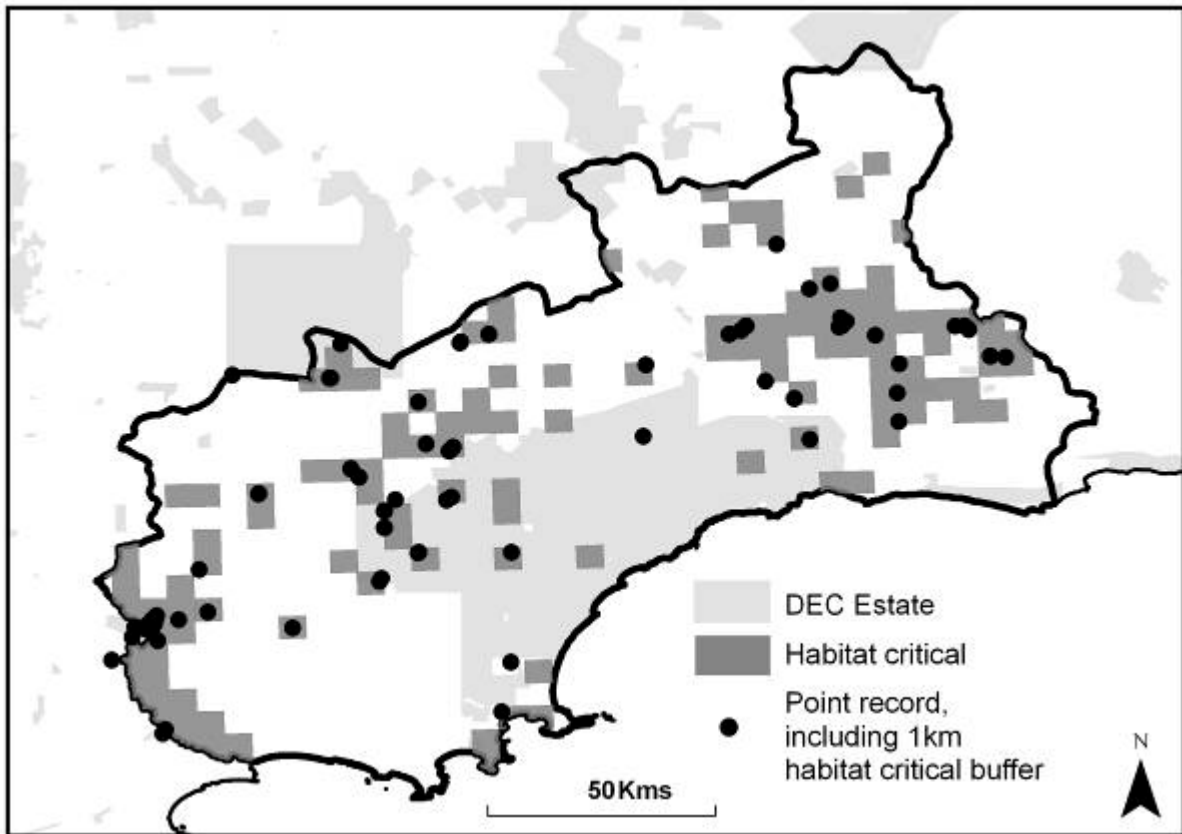 DEC Estate
Habitat critical
Point record,
including 1km
habitat critical buffer
50Kms
N